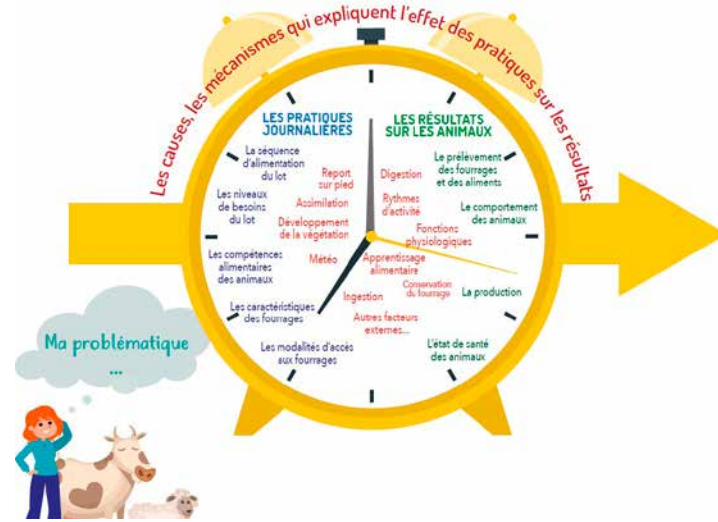 Les causes, les mécanismes qui expliquent l'effet des pratiques sur les résultats
LES PRATIQUES
JOURNALIÈRES
La séquence
d'alimentation
du lot
Les niveaux
de besoins
du lot
Les compétences
alimentaires
des animaux
Les caractéristiques
des fourrages
Les modalités d'accès
aux fourrages
Report
sur pied
Assimilation
Développement
de la végétation
Météo
Digestion
Rythmes
d'activité
Fonctions
physiologiques
Apprentissage
alimentaire
Conservation
du fourrage
Ingestion
Autres facteurs
externes...
LES RÉSULTATS
SUR LES ANIMAUX
Le prélèvement
des fourrages
et des aliments
Le comportement
des animaux
La production
L'état de santé
des animaux
Ma problématique
...